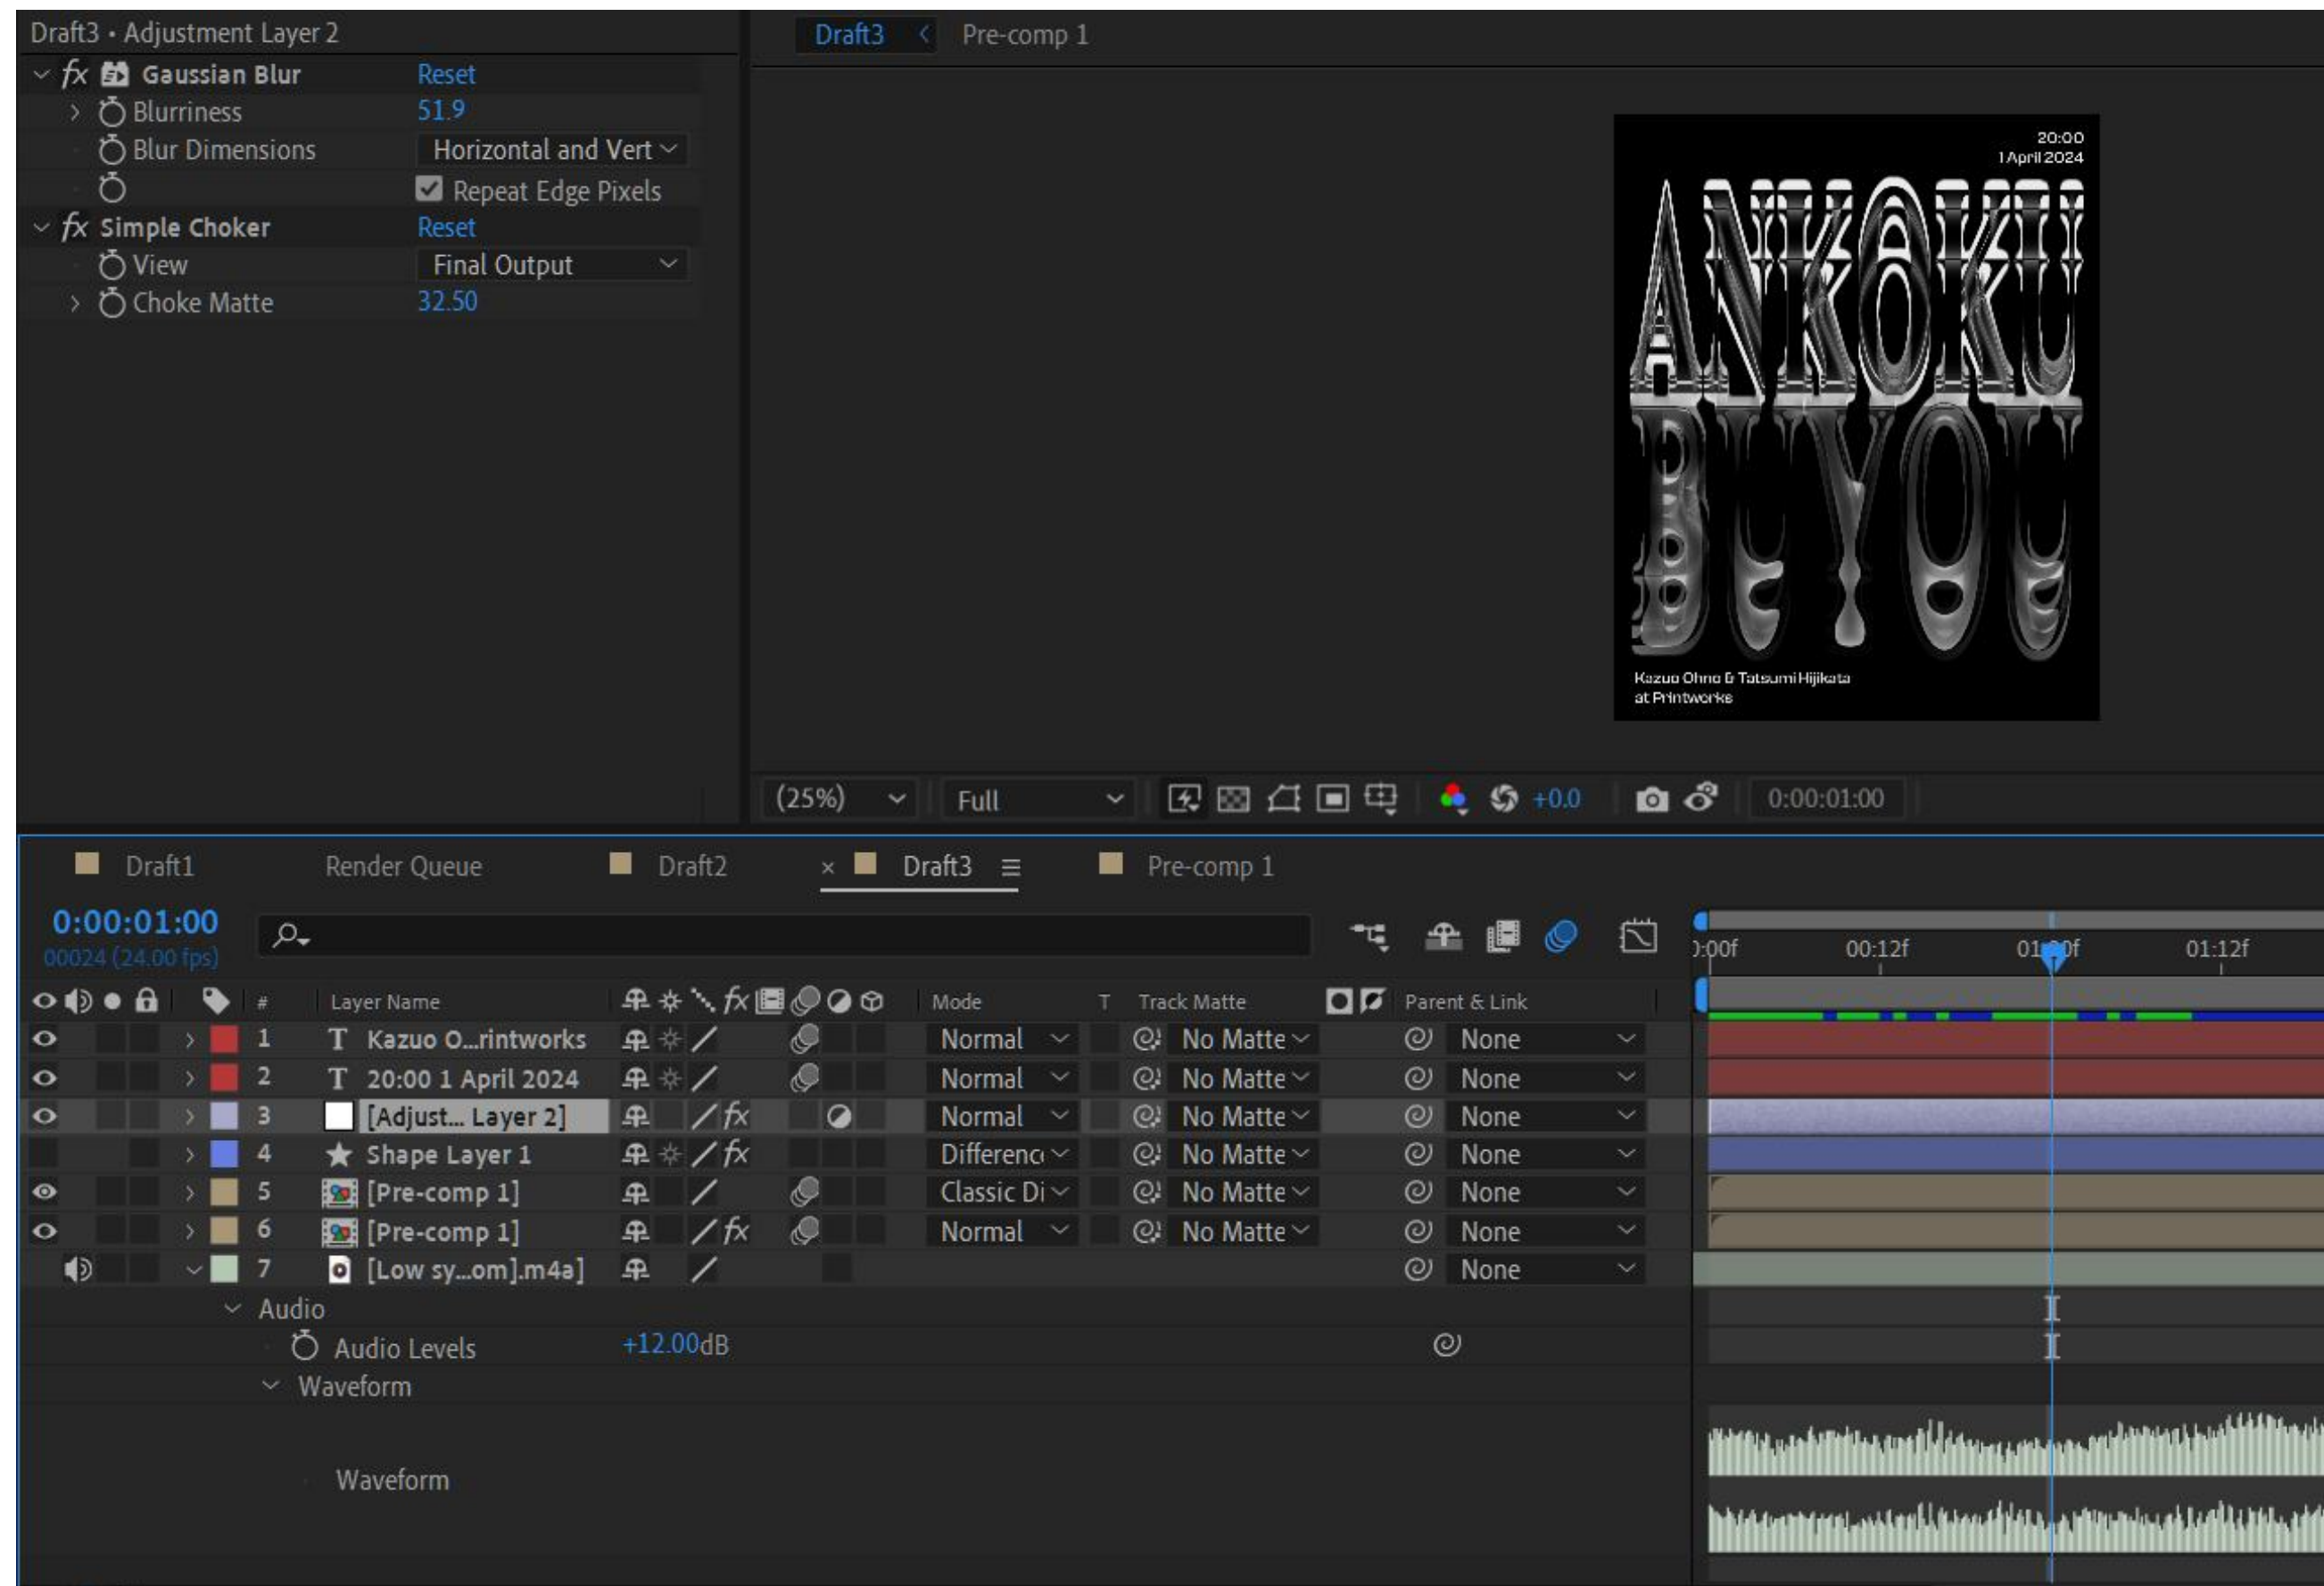 Draft3 • Adjustment Layer 2
fx Gaussian Blur Reset
Blurriness 51.9
Blur Dimensions Horizontal and Vert
Repeat Edge Pixels
fx Simple Choker Reset
View Final Output
Choke Matte 32.50
Draft3 < Pre-comp 1
20:00
1 April 2024
ANKOKU
Kazuo Ohno & Tatsumi Hijikata
at Printworks
(25%) Full +0.0 0:00:01:00
Draft1 Render Queue Draft2 × Draft3 Pre-comp 1
0:00:01:00
00024 (24.00 fps)
:00f 00:12f 01:00f 01:12f
# Layer Name fx Mode T Track Matte Parent & Link
1 T Kazuo O...rintworks Normal No Matte None
2 T 20:00 1 April 2024 Normal No Matte None
3 [Adjust... Layer 2] fx Normal No Matte None
4 Shape Layer 1 fx Differenc No Matte None
5 [Pre-comp 1] Classic Di No Matte None
6 [Pre-comp 1] fx Normal No Matte None
7 [Low sy...om].m4a] None
Audio
Audio Levels +12.00dB
Waveform
Waveform